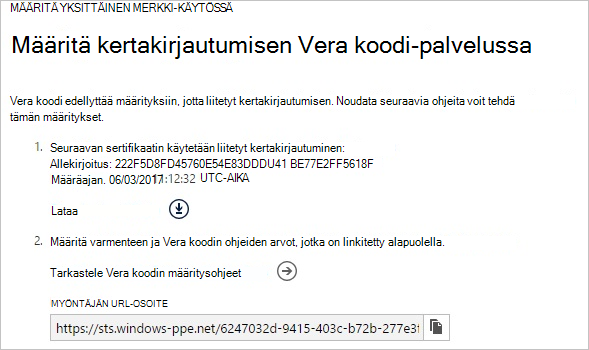 MÄÄRITÄ YKSITTÄINEN MERKKI-KÄYTÖSSÄ
Määritä kertakirjautumisen Vera koodi-palvelussa
Vera koodi edellyttää määrityksiin, jotta liitetyt kertakirjautumisen. Noudata seuraavia ohjeita voit tehdä
tämän määritykset.
1. Seuraavan sertifikaatin käytetään liitetyt kertakirjautuminen:
Allekirjoitus: 222F5D8FD45760E54E83DDDU41 BE77E2FF5618F
Määräajan. 06/03/2017 :12:32 UTC-AIKA
Lataa
2. Määritä varmenteen ja Vera koodin ohjeiden arvot, jotka on linkitetty alapuolella.
Tarkastele Vera koodin määritysohjeet
MYÖNTÄJÄN URL-OSOITE
https://sts.windows-ppe.net/6247032d-9415-403c-b72b-277e3f